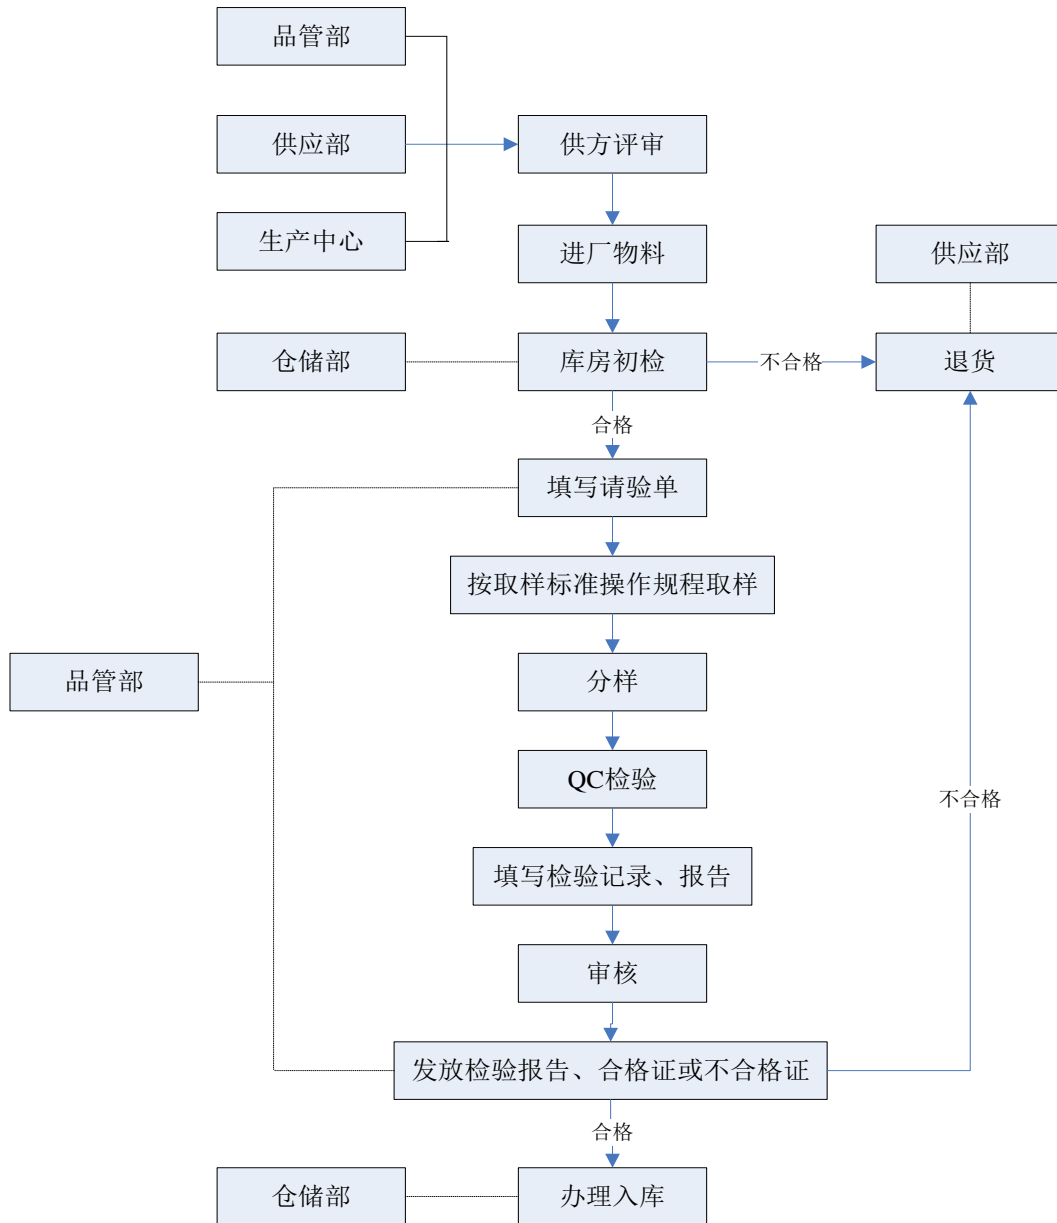 品管部
供应部
供方评审
生产中心
进厂物料
供应部
仓储部
库房初检
不合格
退货
合格
填写请验单
按取样标准操作规程取样
品管部
分样
QC检验
不合格
填写检验记录、报告
审核
发放检验报告、合格证或不合格证
合格
仓储部
办理入库